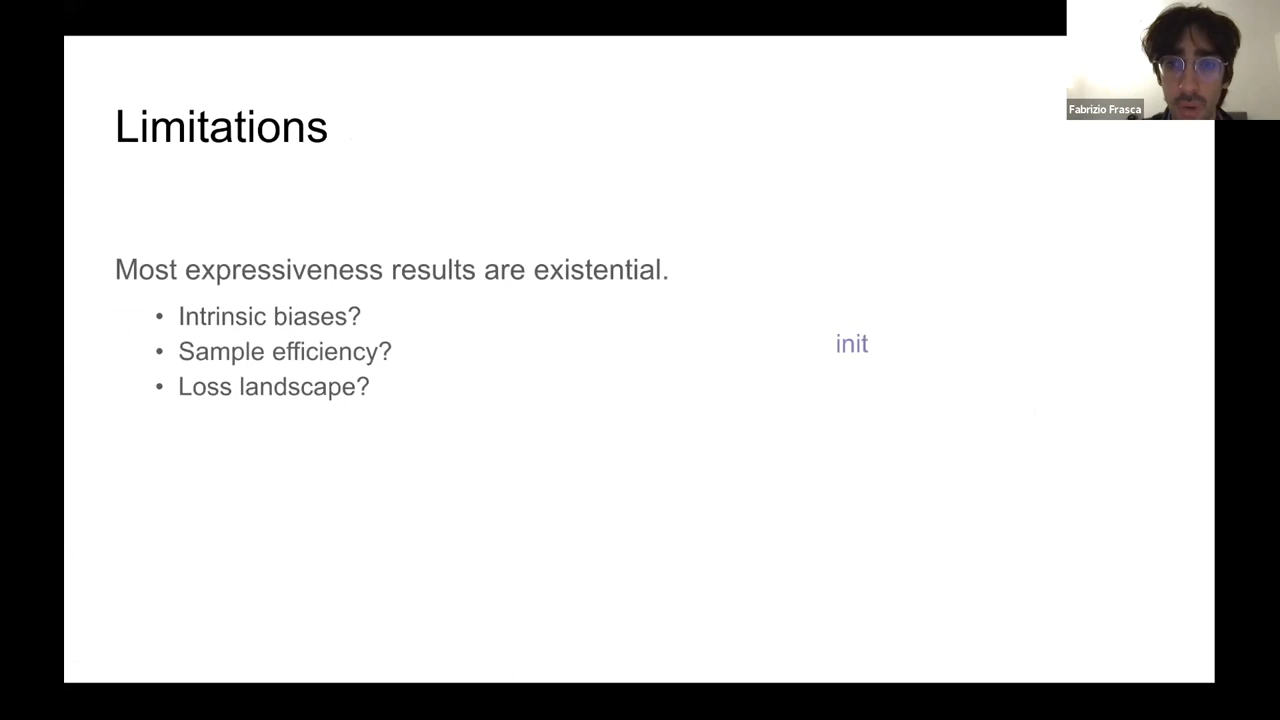 Limitations
Fabrizio Frasca
Most expressiveness results are existential.
• Intrinsic biases?
• Sample efficiency?
• Loss landscape?
init